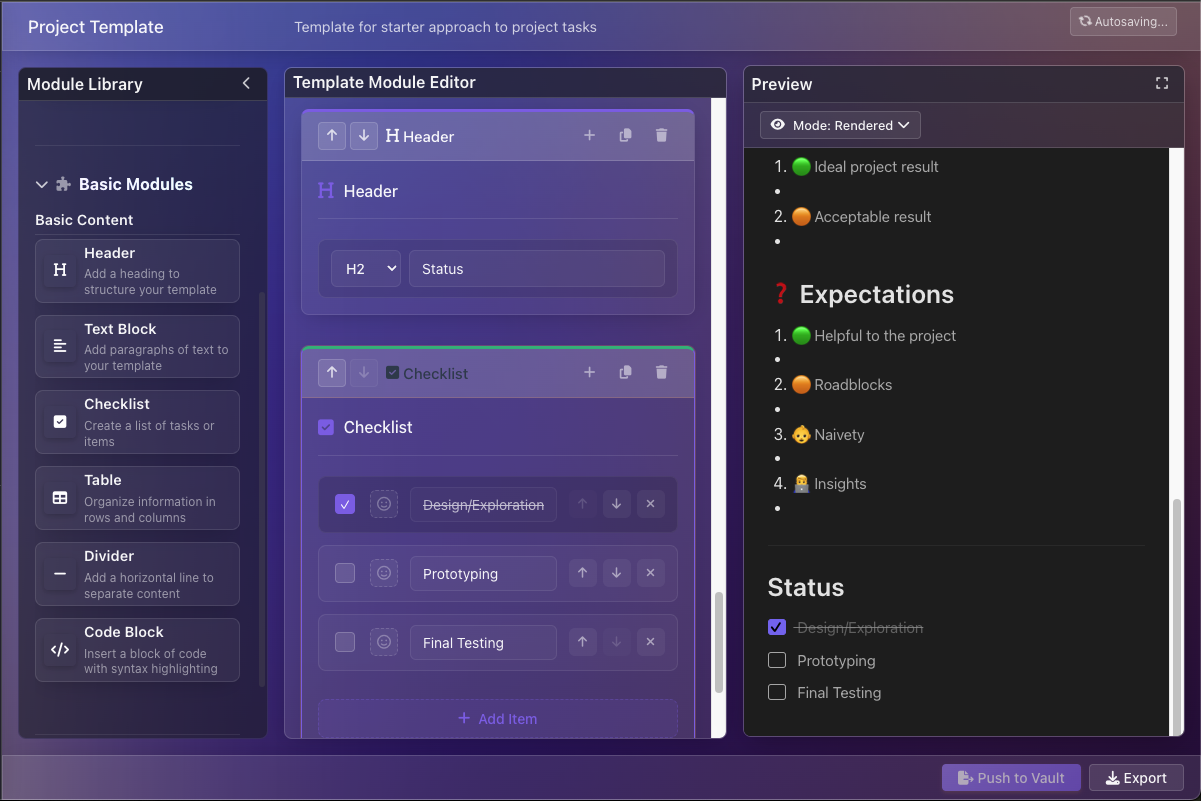 Project Template
Template for starter approach to project tasks
Autosaving...
Module Library
Basic Modules
Basic Content
Header
Add a heading to
structure your template
Text Block
Add paragraphs of text to
your template
Checklist
Create a list of tasks or
items
Table
Organize information in
rows and columns
Divider
Add a horizontal line to
separate content
Code Block
Insert a block of code
with syntax highlighting
Template Module Editor
Header
Header
H2
Status
Checklist
Checklist
Design/Exploration
Prototyping
Final Testing
+ Add Item
Preview
Mode: Rendered
1. 🟢 Ideal project result
•
2. 🟠 Acceptable result
•
❓ Expectations
1. 🟢 Helpful to the project
•
2. 🟠 Roadblocks
•
3. 👶 Naivety
•
4. 👨‍💻 Insights
•
Status
Design/Exploration
Prototyping
Final Testing
Push to Vault
Export